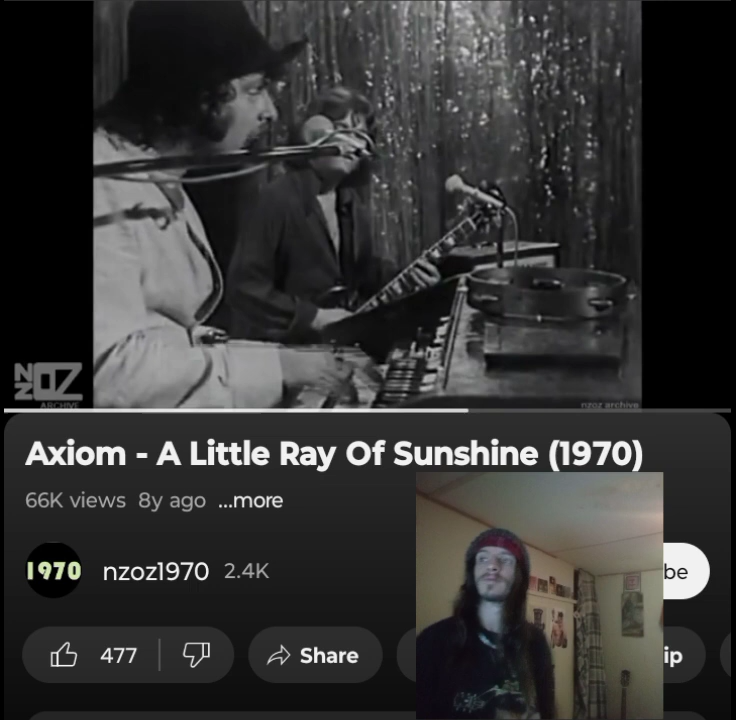 NZOZ
ARCHIVE
nzoz archive
Axiom - A Little Ray Of Sunshine (1970)
66K views 8y ago ...more
1970 nzoz1970 2.4K be
477 Share ip